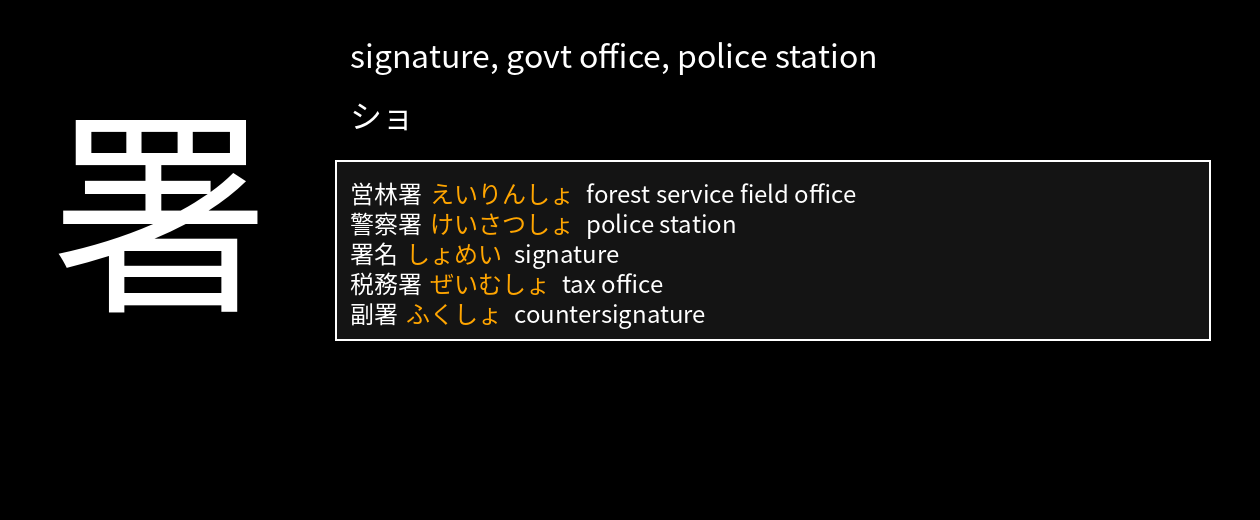 署
signature, govt office, police station
ショ
営林署 えいりんしょ forest service field office
警察署 けいさつしょ police station
署名 しょめい signature
税務署 ぜいむしょ tax office
副署 ふくしょ countersignature